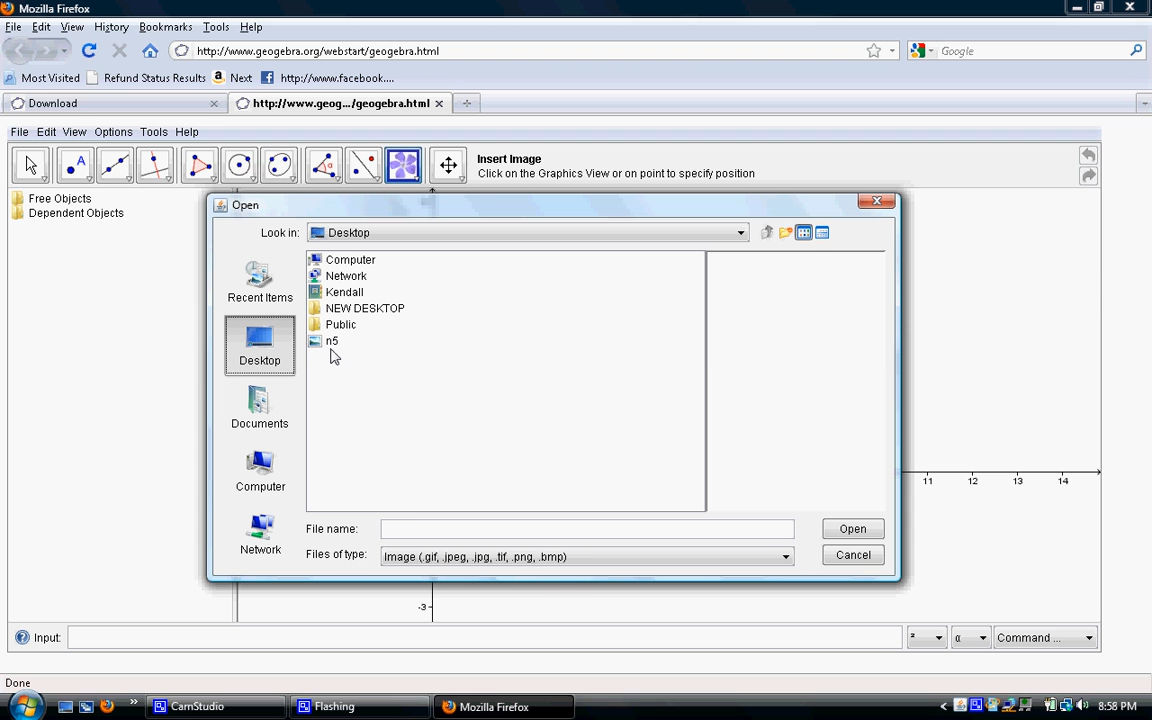 Mozilla Firefox
File Edit View History Bookmarks Tools Help
http://www.geogebra.org/webstart/geogebra.html
Google
Most Visited Refund Status Results Next http://www.facebook....
Download http://www.geog.../geogebra.html
File Edit View Options Tools Help
A
Insert Image
Click on the Graphics View or on point to specify position
Free Objects
Dependent Objects
Open
Look in: Desktop
Recent Items
Desktop
Documents
Computer
Network
Computer
Network
Kendall
NEW DESKTOP
Public
n5
11 12 13 14
File name: Open
Files of type: Image (.gif, .jpeg, .jpg, .tif, .png, .bmp) Cancel
-3
Input: ² α Command ...
Done
CamStudio Flashing Mozilla Firefox 8:58 PM